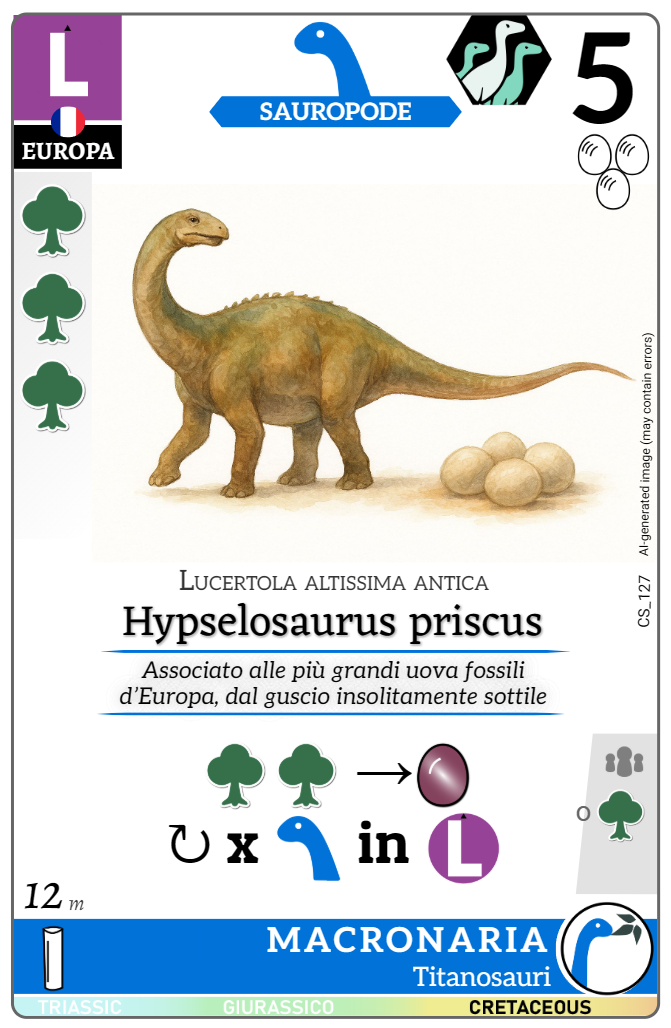 L
EUROPA
SAUROPODE
5
AI-generated image (may contain errors)
CS_127
Lucertola altissima antica
Hypselosaurus priscus
Associato alle più grandi uova fossili
d'Europa, dal guscio insolitamente sottile
x in L
o
12 m
MACRONARIA
Titanosauri
TRIASSIC GIURASSICO CRETACEOUS